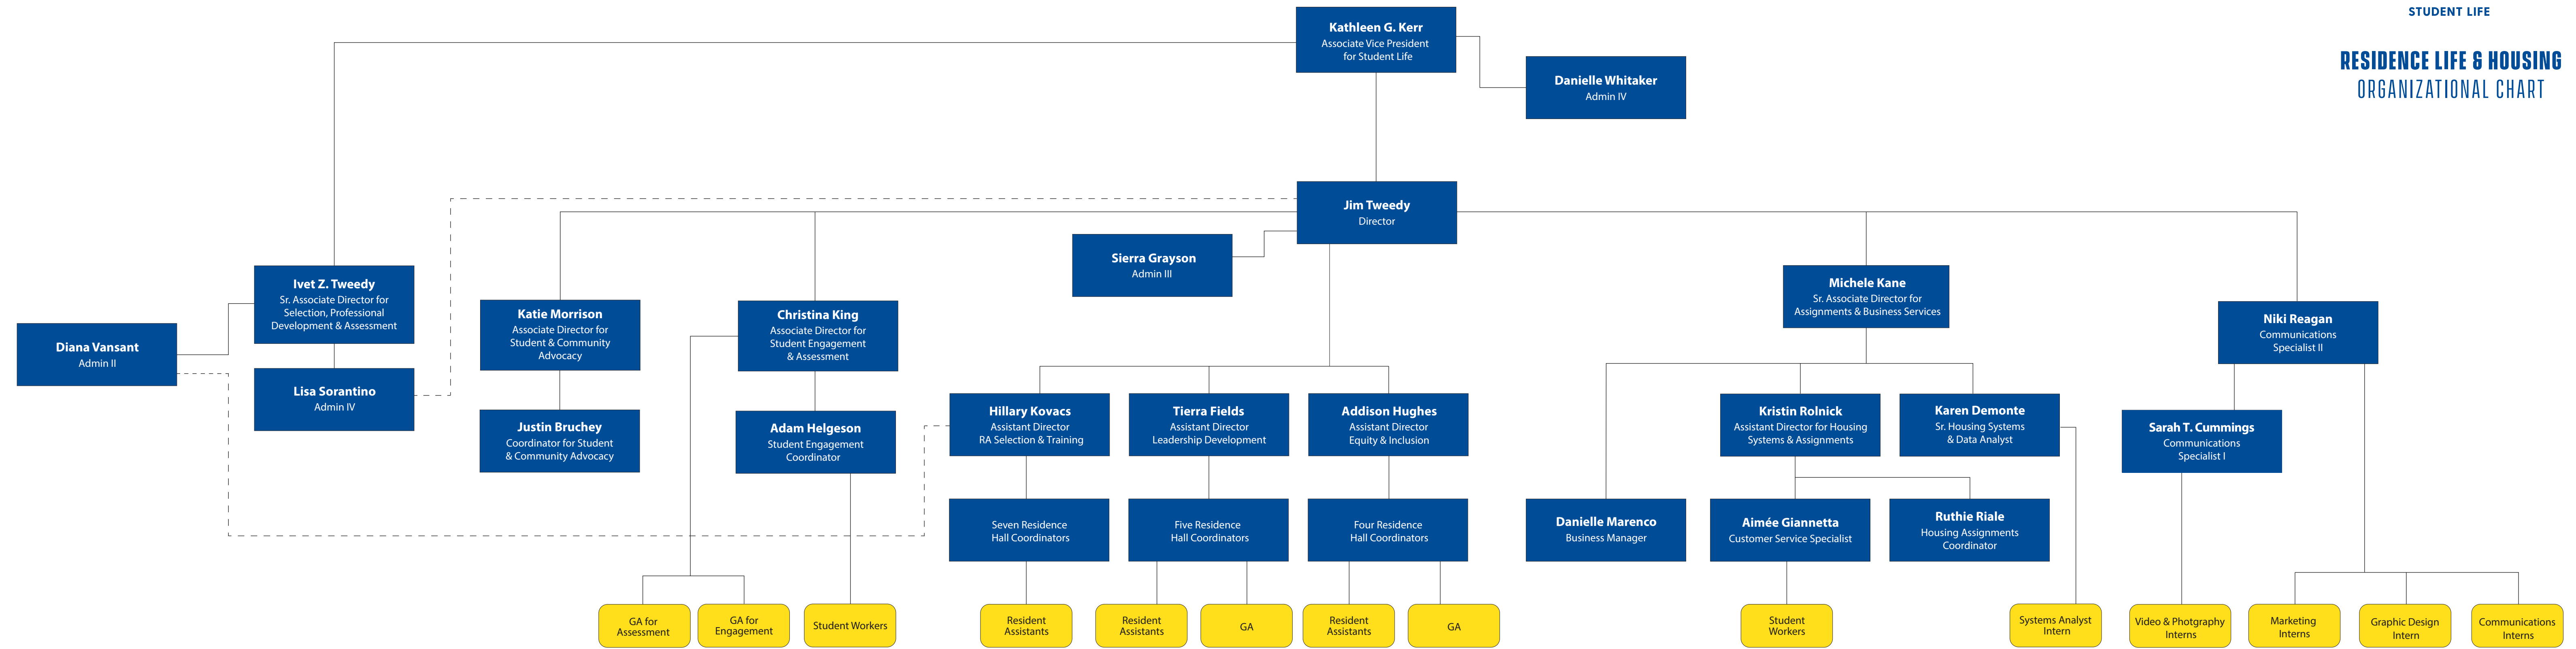 STUDENT LIFE
RESIDENCE LIFE & HOUSING
ORGANIZATIONAL CHART
Kathleen G. Kerr
Associate Vice President
for Student Life
Danielle Whitaker
Admin IV
Jim Tweedy
Director
Sierra Grayson
Admin III
Ivet Z. Tweedy
Sr. Associate Director for
Selection, Professional
Development & Assessment
Diana Vansant
Admin II
Lisa Sorantino
Admin IV
Katie Morrison
Associate Director for
Student & Community
Advocacy
Justin Bruchey
Coordinator for Student
& Community Advocacy
Christina King
Associate Director for
Student Engagement
& Assessment
Adam Helgeson
Student Engagement
Coordinator
Hillary Kovacs
Assistant Director
RA Selection & Training
Tierra Fields
Assistant Director
Leadership Development
Addison Hughes
Assistant Director
Equity & Inclusion
Seven Residence
Hall Coordinators
Five Residence
Hall Coordinators
Four Residence
Hall Coordinators
Michele Kane
Sr. Associate Director for
Assignments & Business Services
Kristin Rolnick
Assistant Director for Housing
Systems & Assignments
Karen Demonte
Sr. Housing Systems
& Data Analyst
Danielle Marenco
Business Manager
Aimée Giannetta
Customer Service Specialist
Ruthie Riale
Housing Assignments
Coordinator
Niki Reagan
Communications
Specialist II
Sarah T. Cummings
Communications
Specialist I
GA for
Assessment
GA for
Engagement
Student Workers
Resident
Assistants
Resident
Assistants
GA
Resident
Assistants
GA
Student
Workers
Systems Analyst
Intern
Video & Photgraphy
Interns
Marketing
Interns
Graphic Design
Intern
Communications
Interns